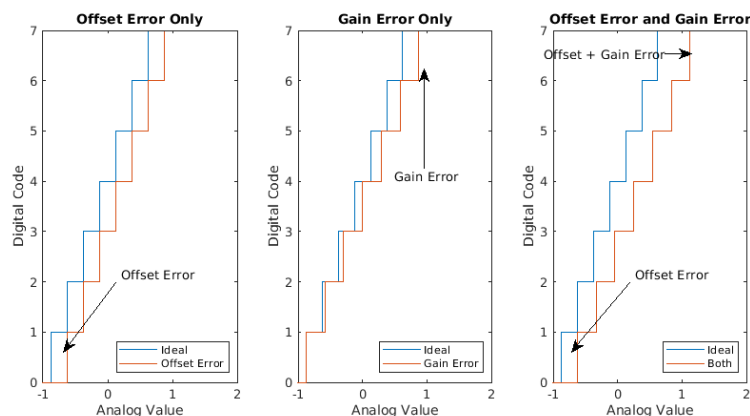 Offset Error Only
Digital Code
7
6
5
4
3
2
1
0
Offset Error
Ideal
Offset Error
-1
0
1
2
Analog Value
Gain Error Only
Digital Code
7
6
5
4
3
2
1
0
Gain Error
Ideal
Gain Error
-1
0
1
2
Analog Value
Offset Error and Gain Error
Digital Code
7
6
5
4
3
2
1
0
Offset + Gain Error
Offset Error
Ideal
Both
-1
0
1
2
Analog Value